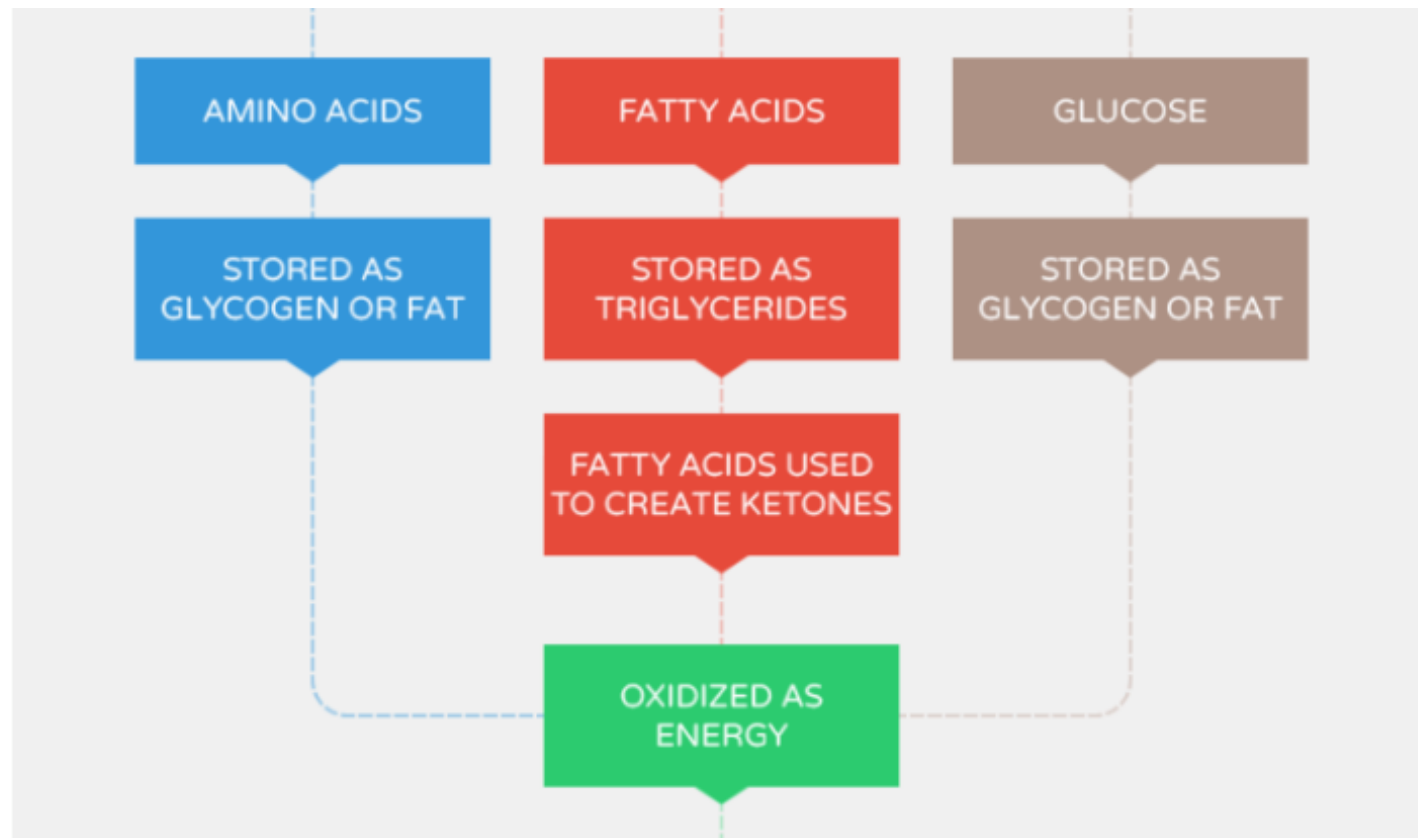 AMINO ACIDS
FATTY ACIDS
GLUCOSE
STORED AS
GLYCOGEN OR FAT
STORED AS
TRIGLYCERIDES
STORED AS
GLYCOGEN OR FAT
FATTY ACIDS USED
TO CREATE KETONES
OXIDIZED AS
ENERGY